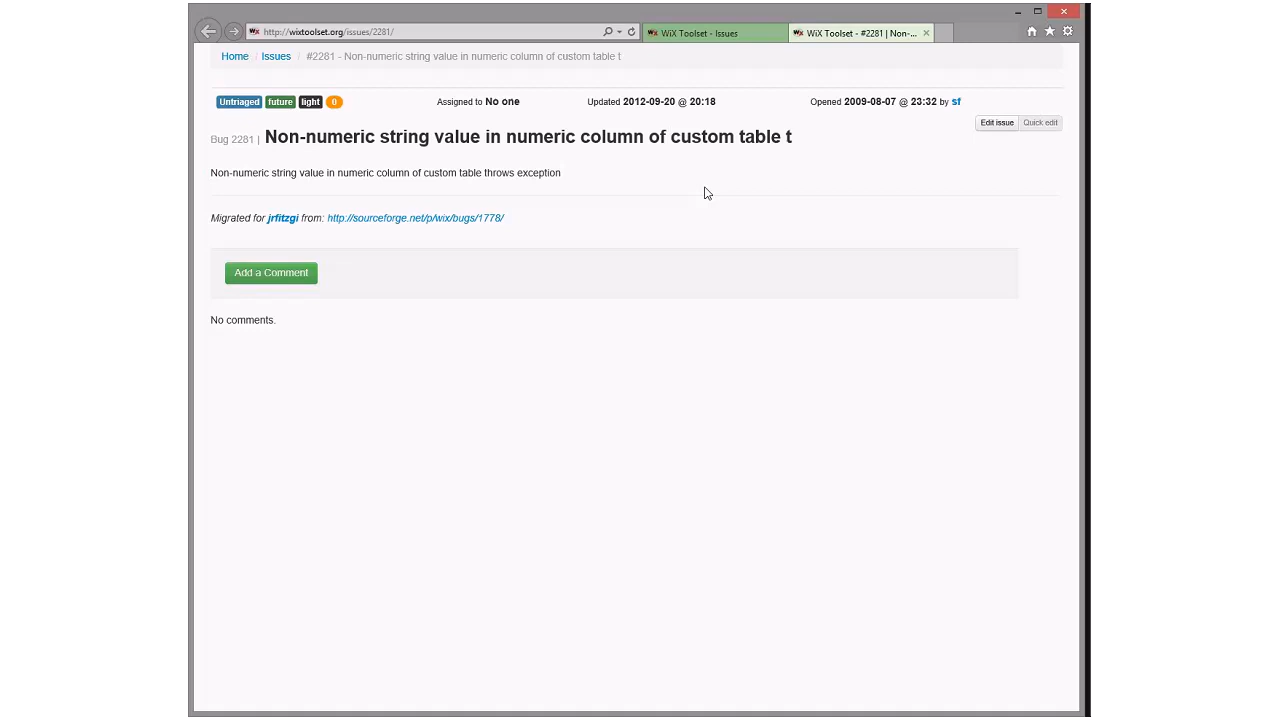 http://wixtoolset.org/issues/2281/
WiX Toolset - Issues
WiX Toolset - #2281 | Non-...
Home / Issues / #2281 - Non-numeric string value in numeric column of custom table t
Untriaged future light 0 Assigned to No one Updated 2012-09-20 @ 20:18 Opened 2009-08-07 @ 23:32 by sf
Edit issue Quick edit
Bug 2281 | Non-numeric string value in numeric column of custom table t
Non-numeric string value in numeric column of custom table throws exception
Migrated for jrfitzgi from: http://sourceforge.net/p/wix/bugs/1778/
Add a Comment
No comments.